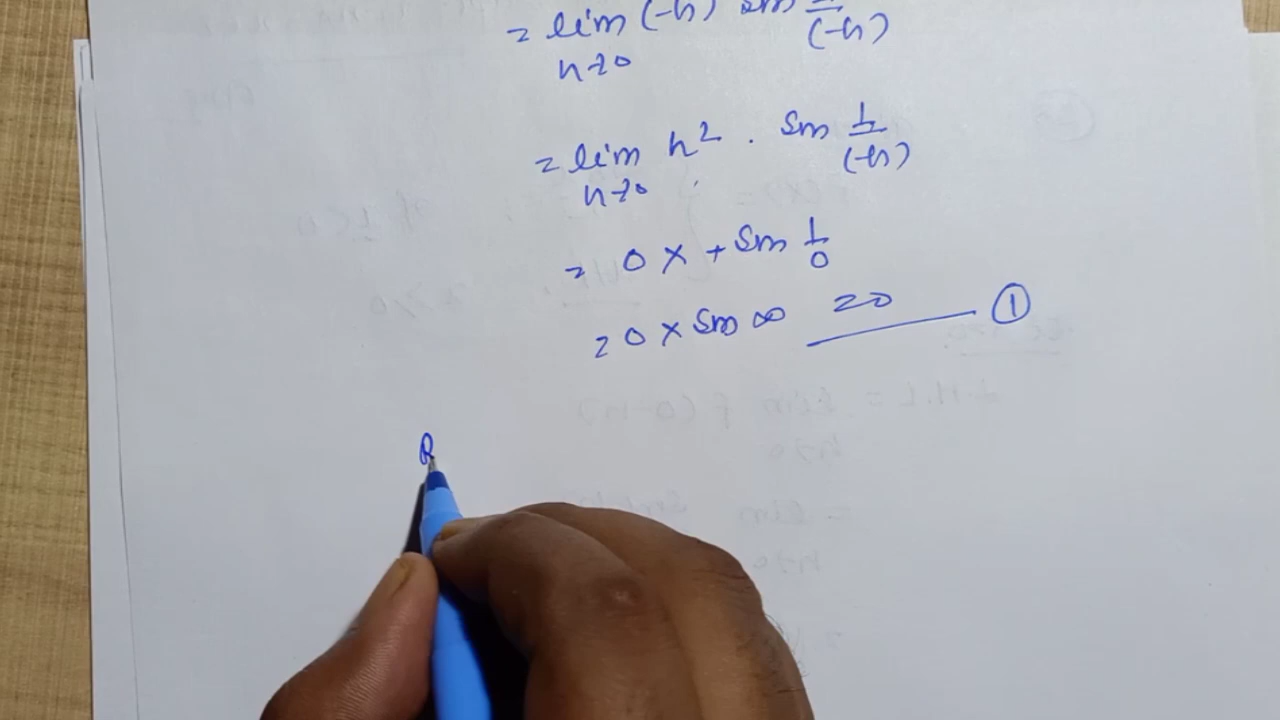 = lim (-h) sin 1/(-h)
h→0
= lim h² . sin 1/(-h)
h→0
= 0 × + sin 1/0
= 0 × sin ∞ = 0 ——— ①
R